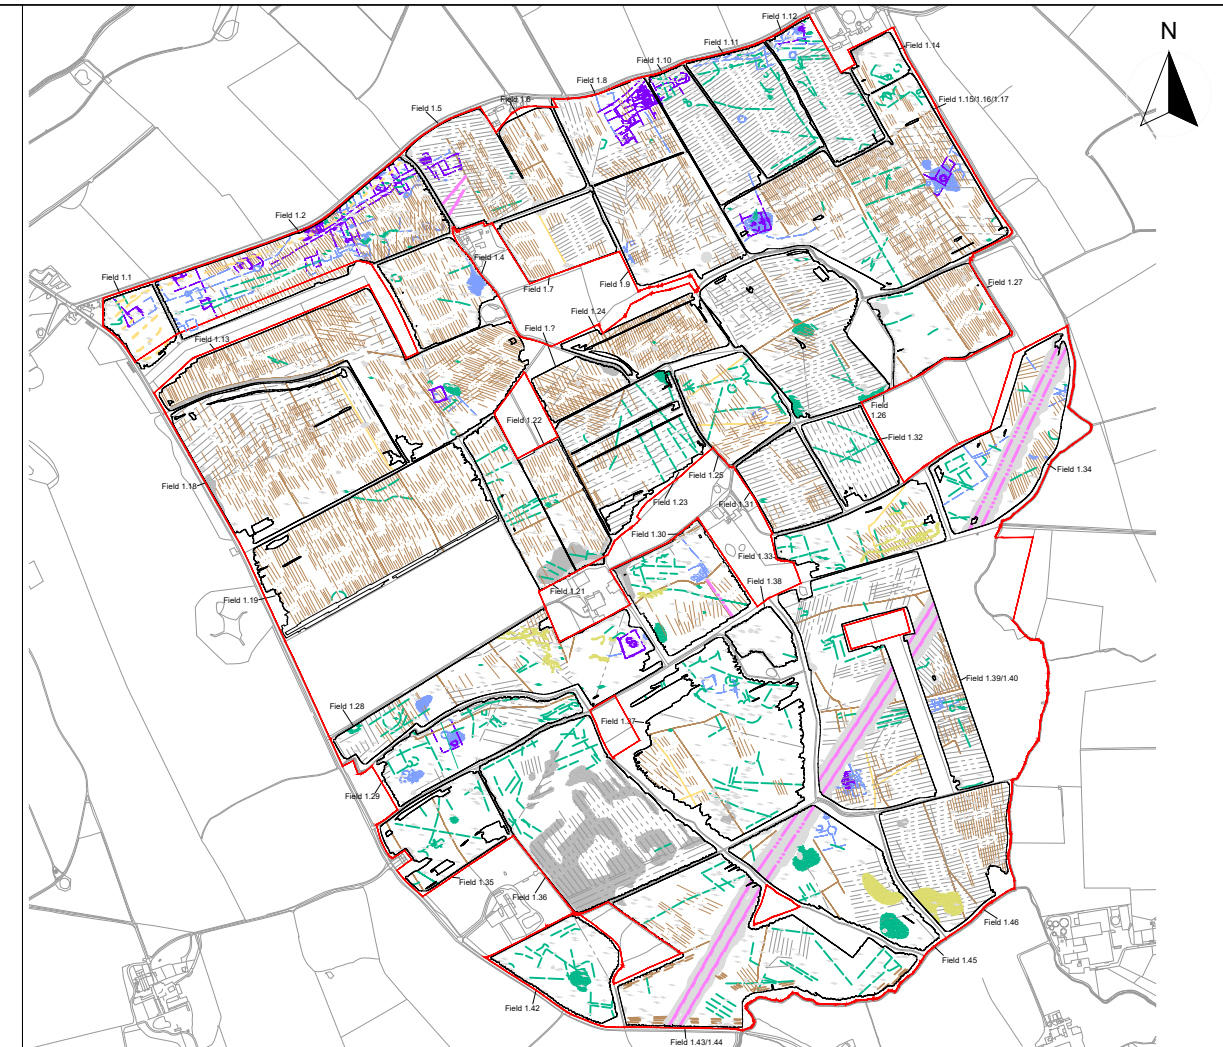 Field 1.12
N
Field 1.11
Field 1.14
Field 1.10
Field 1.8
Field 1.6
Field 1.15/1.16/1.17
Field 1.5
Field 1.2
Field 1.4
Field 1.1
Field 1.7
Field 1.9
Field 1.27
Field 1.24
Field 1.?
Field 1.13
Field
1.26
Field 1.22
Field 1.32
Field 1.34
Field 1.25
Field 1.18
Field 1.23
Field 1.31
Field 1.30
Field 1.33
Field 1.38
Field 1.21
Field 1.19
Field 1.39/1.40
Field 1.28
Field 1.37
Field 1.29
Field 1.35
Field 1.36
Field 1.46
Field 1.45
Field 1.42
Field 1.43/1.44